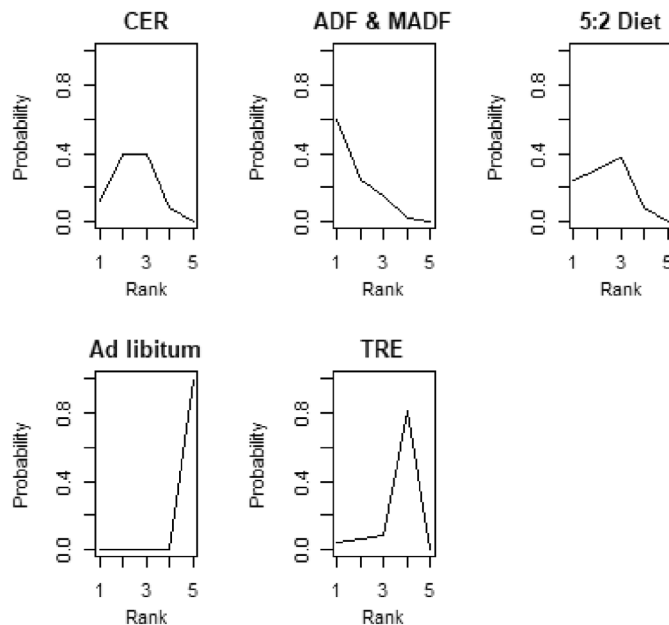 CER
Probability
0.0 0.4 0.8
1 3 5
Rank
ADF & MADF
Probability
0.0 0.4 0.8
1 3 5
Rank
5:2 Diet
Probability
0.0 0.4 0.8
1 3 5
Rank
Ad libitum
Probability
0.0 0.4 0.8
1 3 5
Rank
TRE
Probability
0.0 0.4 0.8
1 3 5
Rank